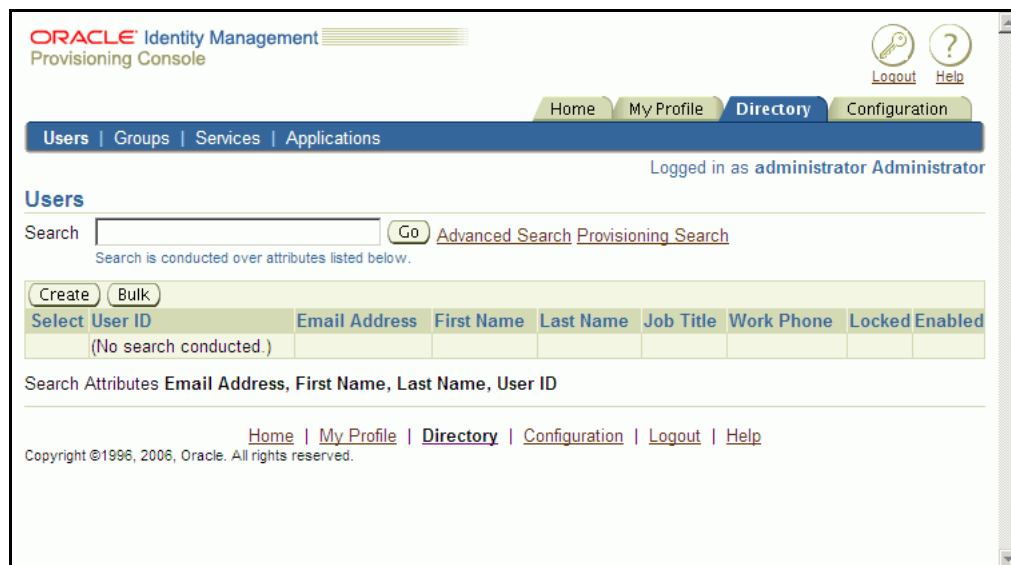 ORACLE Identity Management
Provisioning Console
Logout Help
Home My Profile Directory Configuration
Users | Groups | Services | Applications
Logged in as administrator Administrator
Users
Search Go Advanced Search Provisioning Search
Search is conducted over attributes listed below.
Create Bulk
Select User ID Email Address First Name Last Name Job Title Work Phone Locked Enabled
(No search conducted.)
Search Attributes Email Address, First Name, Last Name, User ID
Home | My Profile | Directory | Configuration | Logout | Help
Copyright ©1996, 2006, Oracle. All rights reserved.